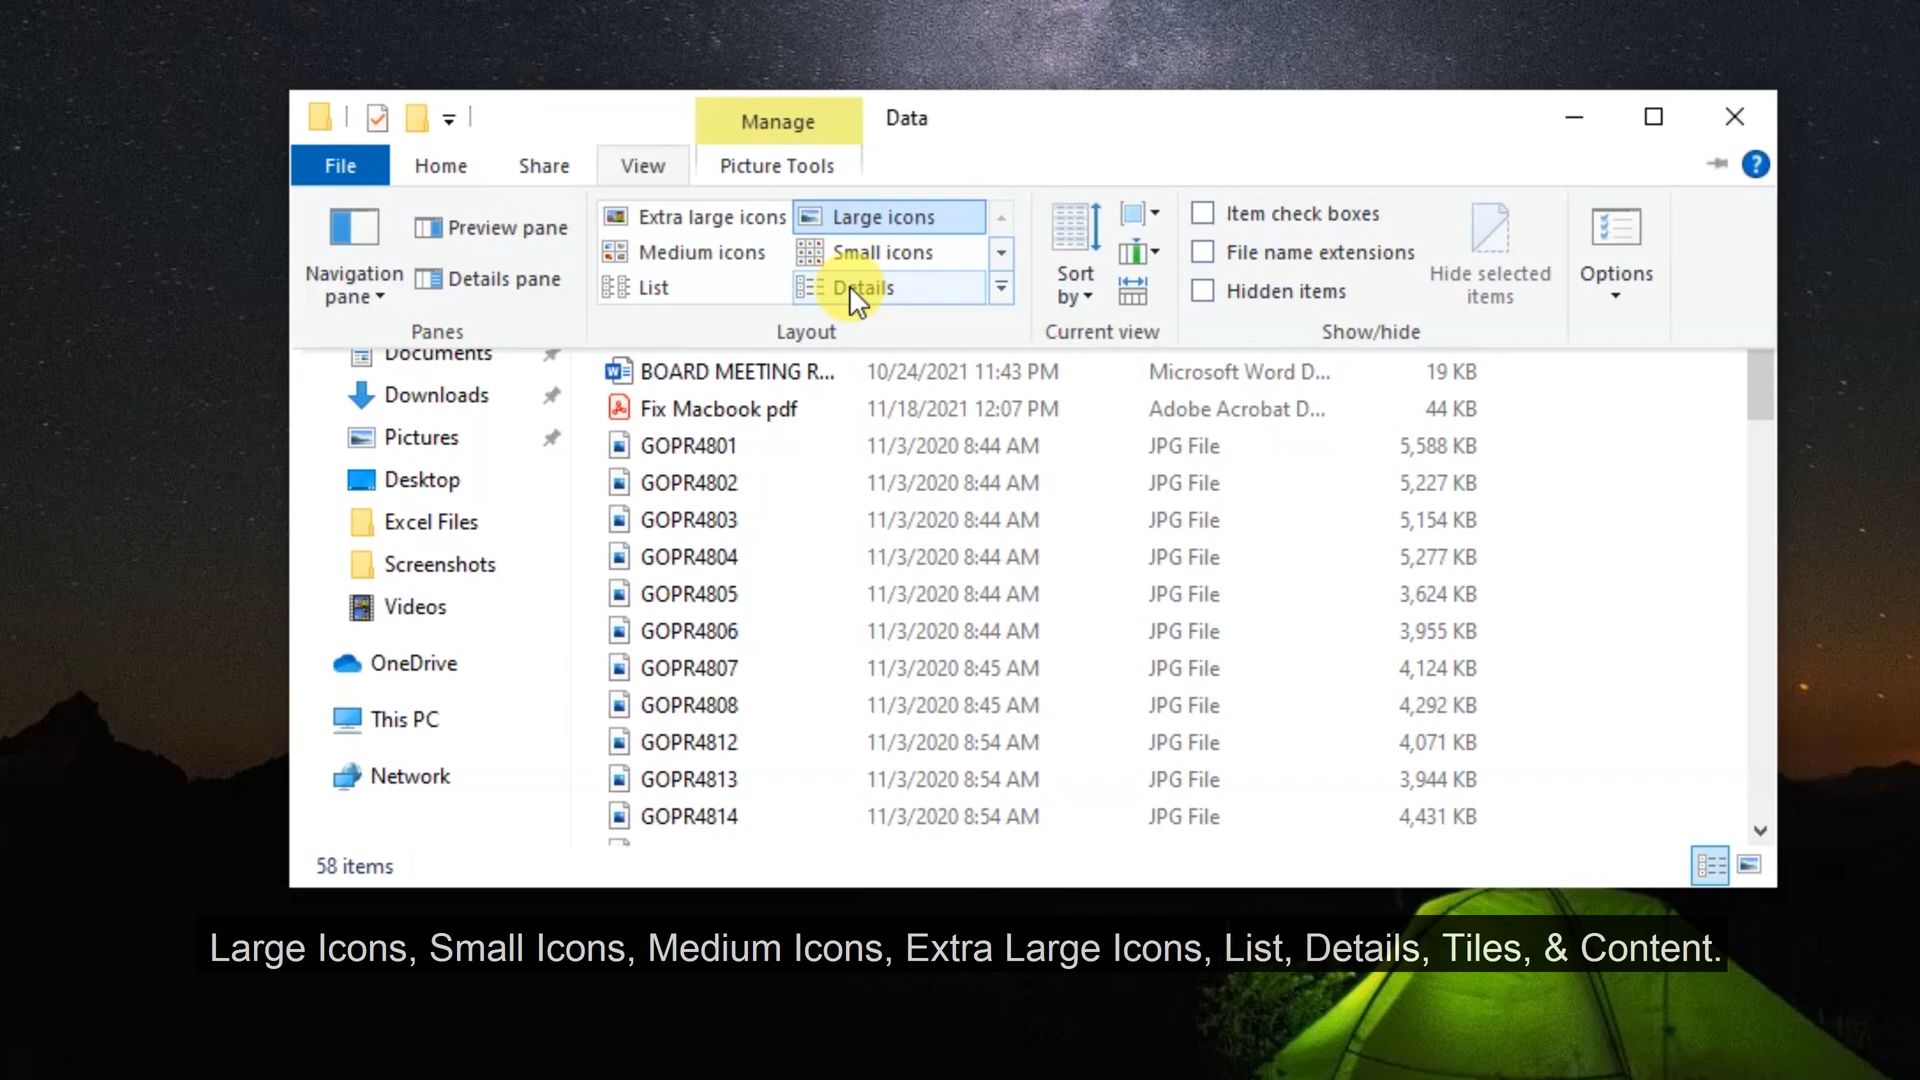 Manage
Data
File
Home
Share
View
Picture Tools
?
Navigation pane
Preview pane
Details pane
Panes
Extra large icons
Large icons
Medium icons
Small icons
List
Details
Layout
Sort by
Current view
Item check boxes
File name extensions
Hidden items
Hide selected items
Show/hide
Options
Documents
Downloads
Pictures
Desktop
Excel Files
Screenshots
Videos
OneDrive
This PC
Network
BOARD MEETING R... 10/24/2021 11:43 PM Microsoft Word D... 19 KB
Fix Macbook pdf 11/18/2021 12:07 PM Adobe Acrobat D... 44 KB
GOPR4801 11/3/2020 8:44 AM JPG File 5,588 KB
GOPR4802 11/3/2020 8:44 AM JPG File 5,227 KB
GOPR4803 11/3/2020 8:44 AM JPG File 5,154 KB
GOPR4804 11/3/2020 8:44 AM JPG File 5,277 KB
GOPR4805 11/3/2020 8:44 AM JPG File 3,624 KB
GOPR4806 11/3/2020 8:44 AM JPG File 3,955 KB
GOPR4807 11/3/2020 8:45 AM JPG File 4,124 KB
GOPR4808 11/3/2020 8:45 AM JPG File 4,292 KB
GOPR4812 11/3/2020 8:54 AM JPG File 4,071 KB
GOPR4813 11/3/2020 8:54 AM JPG File 3,944 KB
GOPR4814 11/3/2020 8:54 AM JPG File 4,431 KB
58 items
Large Icons, Small Icons, Medium Icons, Extra Large Icons, List, Details, Tiles, & Content.